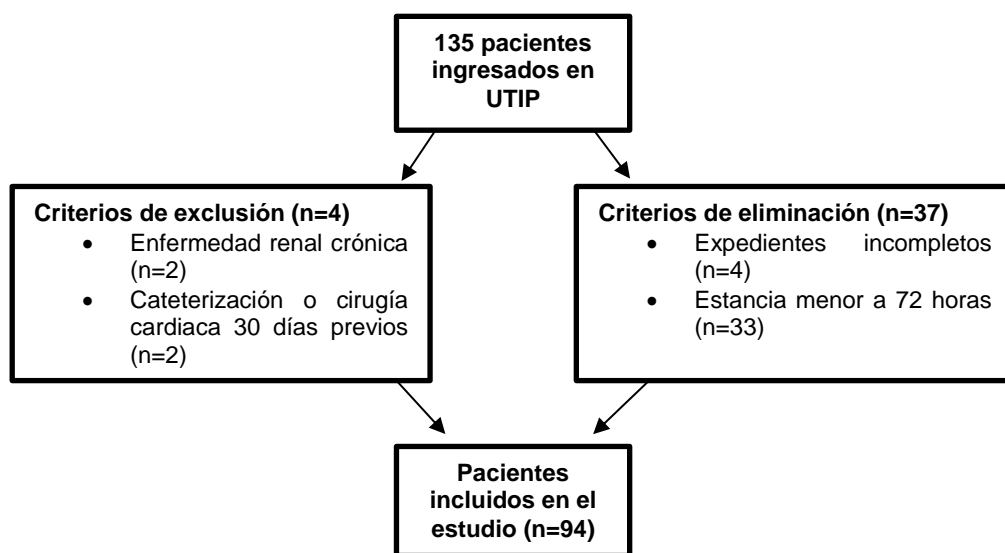 135 pacientes
ingresados en
UTIP
Criterios de exclusión (n=4)
• Enfermedad renal crónica
(n=2)
• Cateterización o cirugía
cardiaca 30 días previos
(n=2)
Criterios de eliminación (n=37)
• Expedientes incompletos
(n=4)
• Estancia menor a 72 horas
(n=33)
Pacientes
incluidos en el
estudio (n=94)